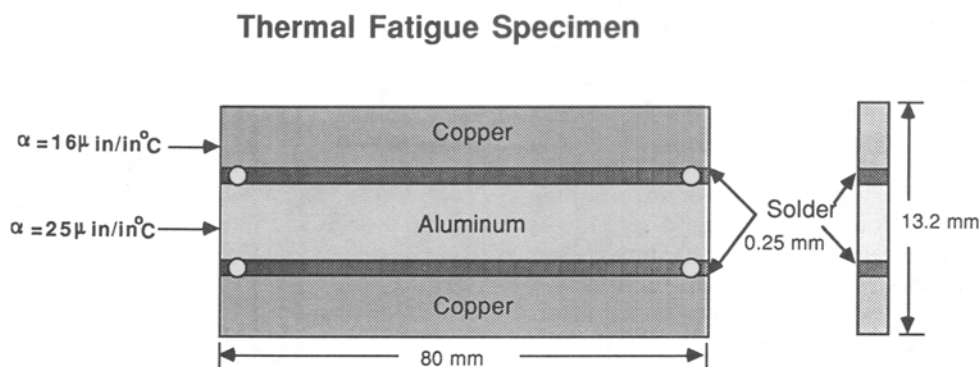 Thermal Fatigue Specimen
α = 16μ in/in°C
Copper
α = 25μ in/in°C
Aluminum
Solder
0.25 mm
13.2 mm
Copper
80 mm